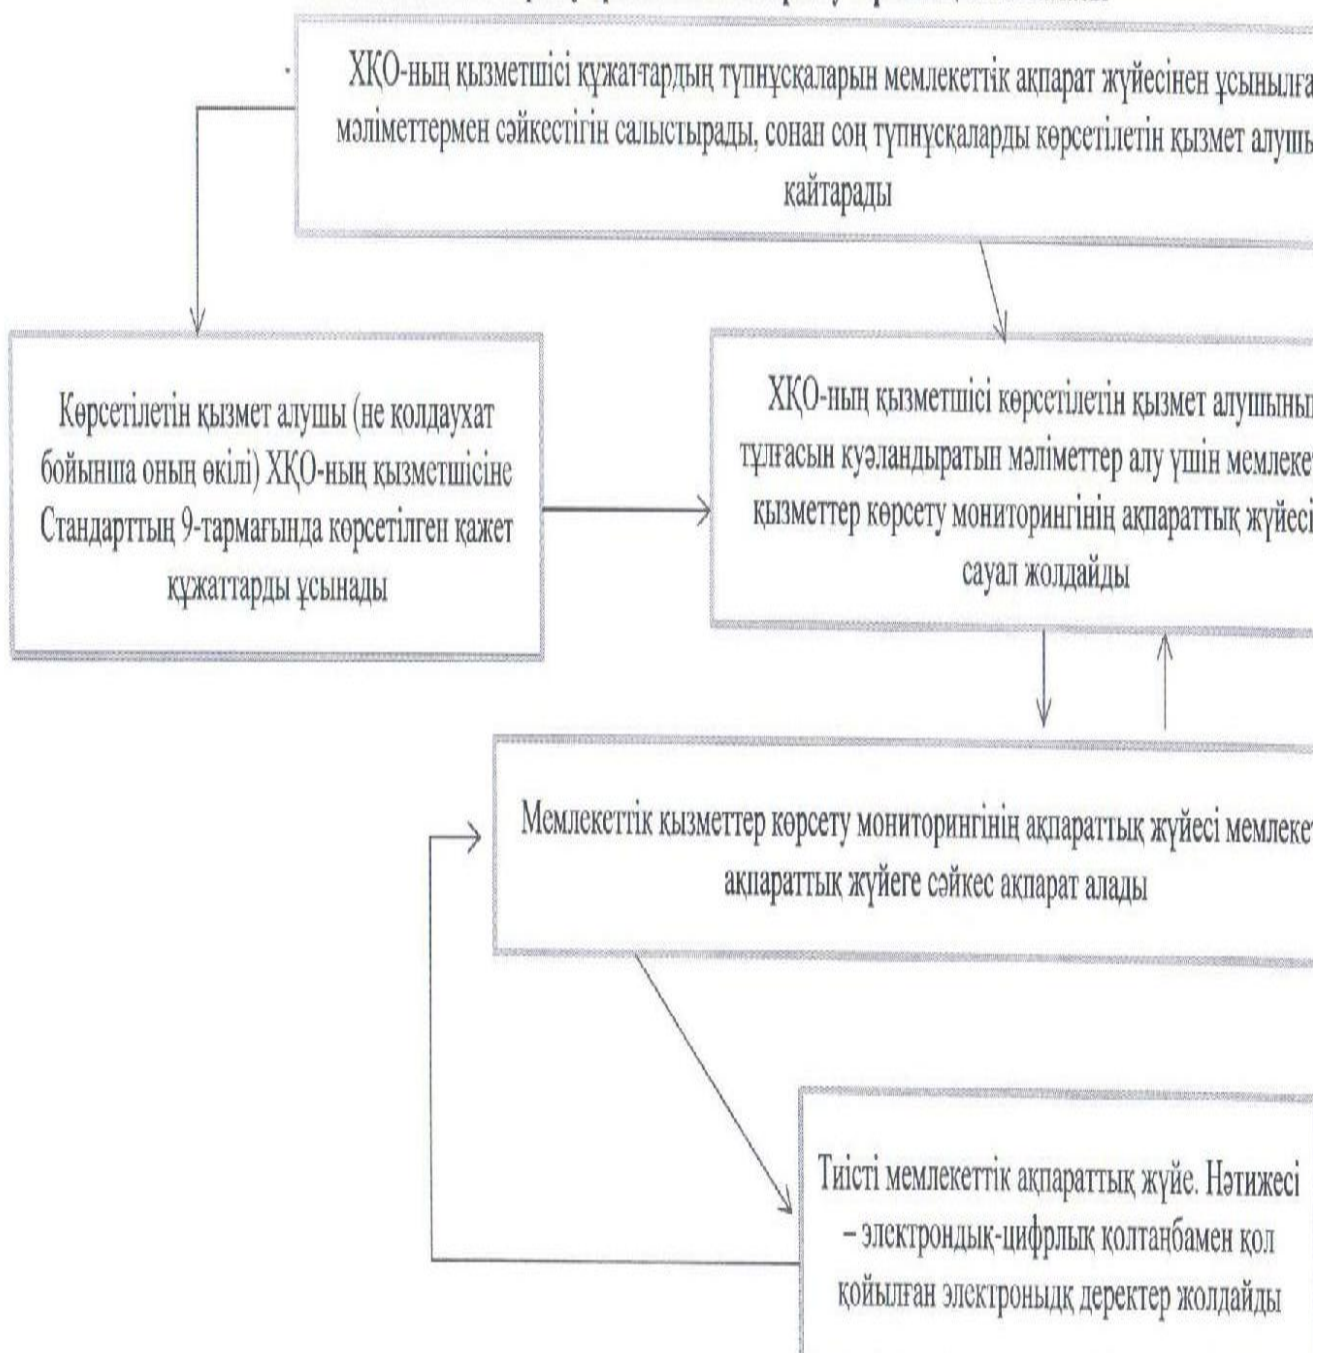 ХҚО-ның қызметшісі құжаттардың түпнұсқаларын мемлекеттік ақпарат жүйесінен ұсынылға
мәліметтермен сәйкестігін салыстырады, сонан соң түпнұсқаларды көрсетілетін қызмет алушы
қайтарады
Көрсетілетін қызмет алушы (не қолдаухат
бойынша оның өкілі) ХҚО-ның қызметшісіне
Стандарттың 9-тармағында көрсетілген қажет
құжаттарды ұсынады
ХҚО-ның қызметшісі көрсетілетін қызмет алушының
тұлғасын куәландыратын мәліметтер алу үшін мемлекет
қызметтер көрсету мониторингінің ақпараттық жүйесі
сауал жолдайды
Мемлекеттік қызметтер көрсету мониторингінің ақпараттық жүйесі мемлекет
ақпараттық жүйеге сәйкес ақпарат алады
Тиісті мемлекеттік ақпараттық жүйе. Нәтижесі
– электрондық-цифрлық қолтаңбамен қол
қойылған электроныдқ деректер жолдайды